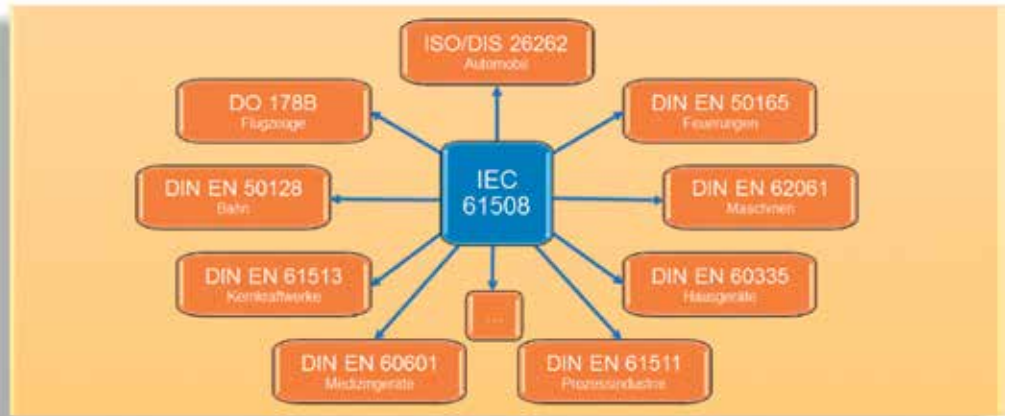 ISO/DIS 26262
Automobil
DO 178B
Flugzeuge
DIN EN 50165
Feuerungen
IEC
61508
DIN EN 50128
Bahn
DIN EN 62061
Maschinen
DIN EN 61513
Kernkraftwerke
DIN EN 60335
Hausgeräte
...
DIN EN 60601
Medizingeräte
DIN EN 61511
Prozessindustrie